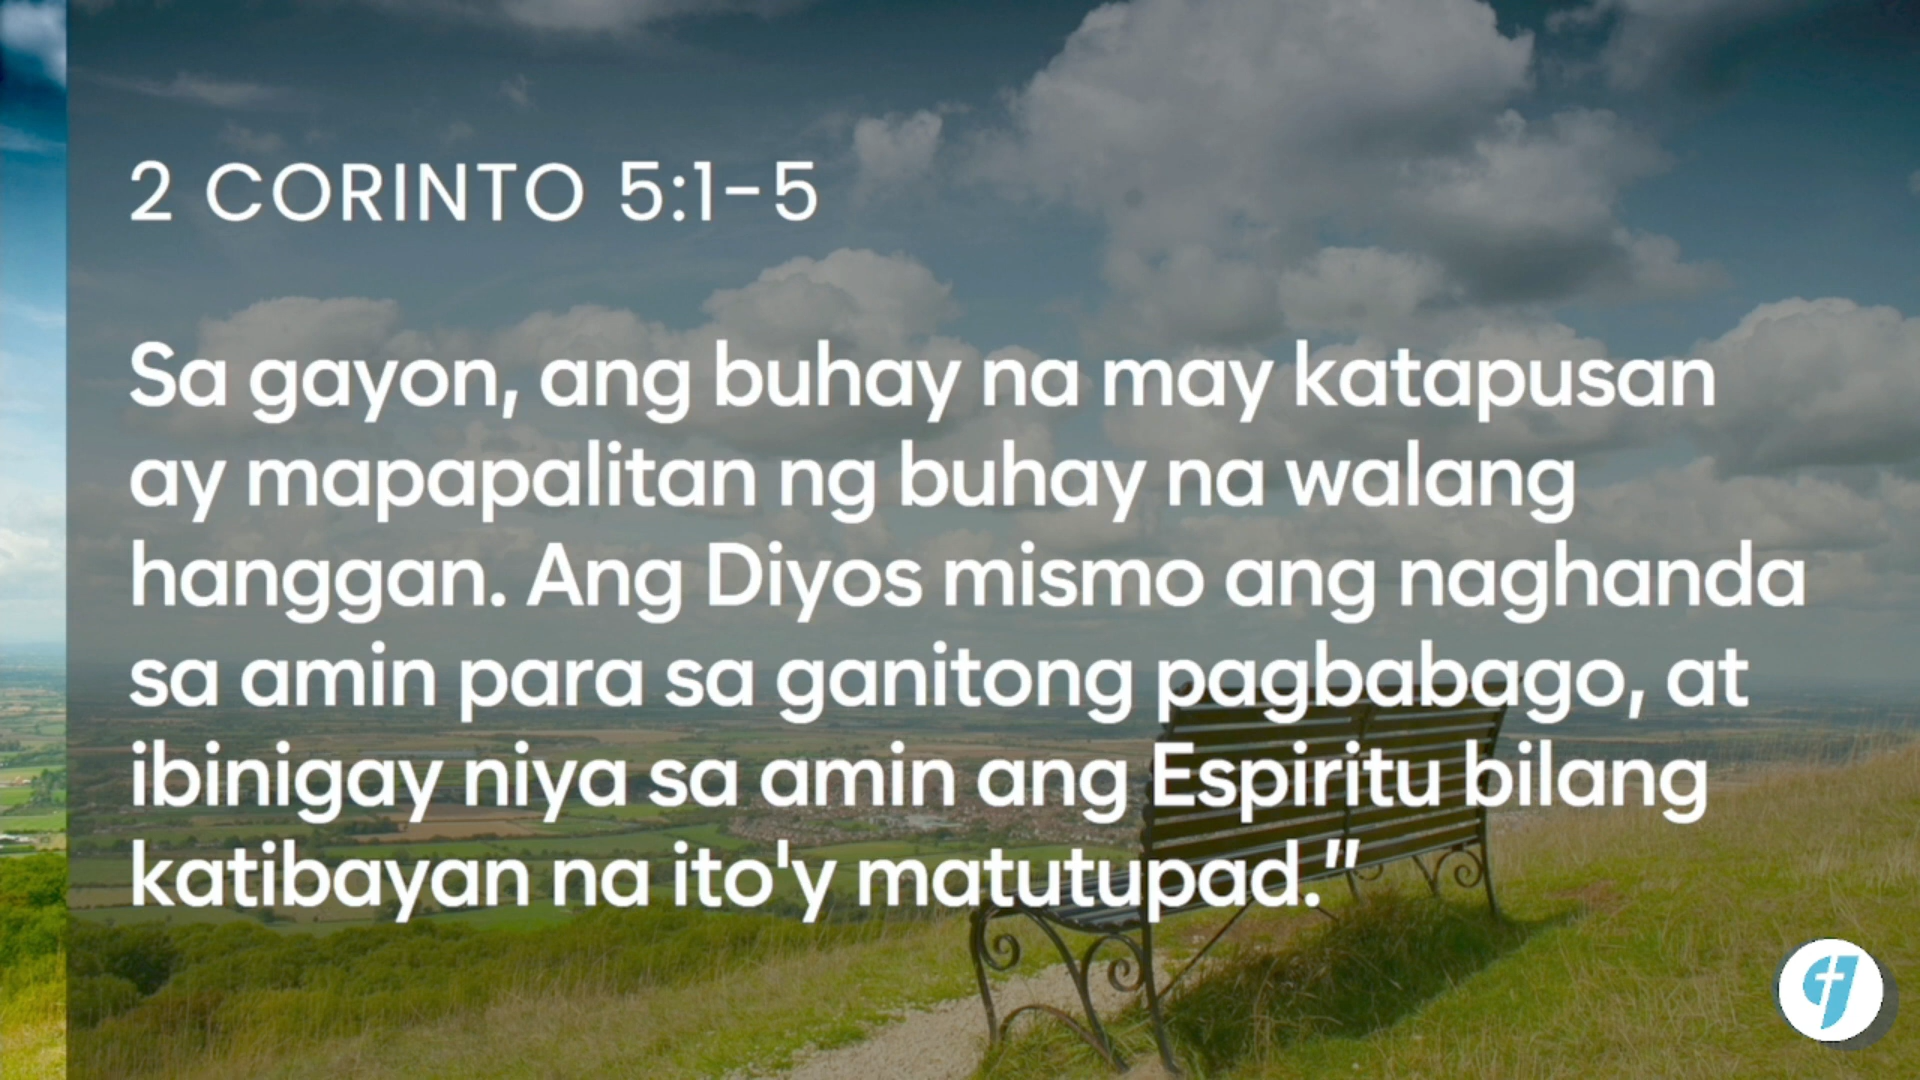 2 CORINTO 5:1-5
Sa gayon, ang buhay na may katapusan
ay mapapalitan ng buhay na walang
hanggan. Ang Diyos mismo ang naghanda
sa amin para sa ganitong pagbabago, at
ibinigay niya sa amin ang Espiritu bilang
katibayan na ito'y matutupad.”